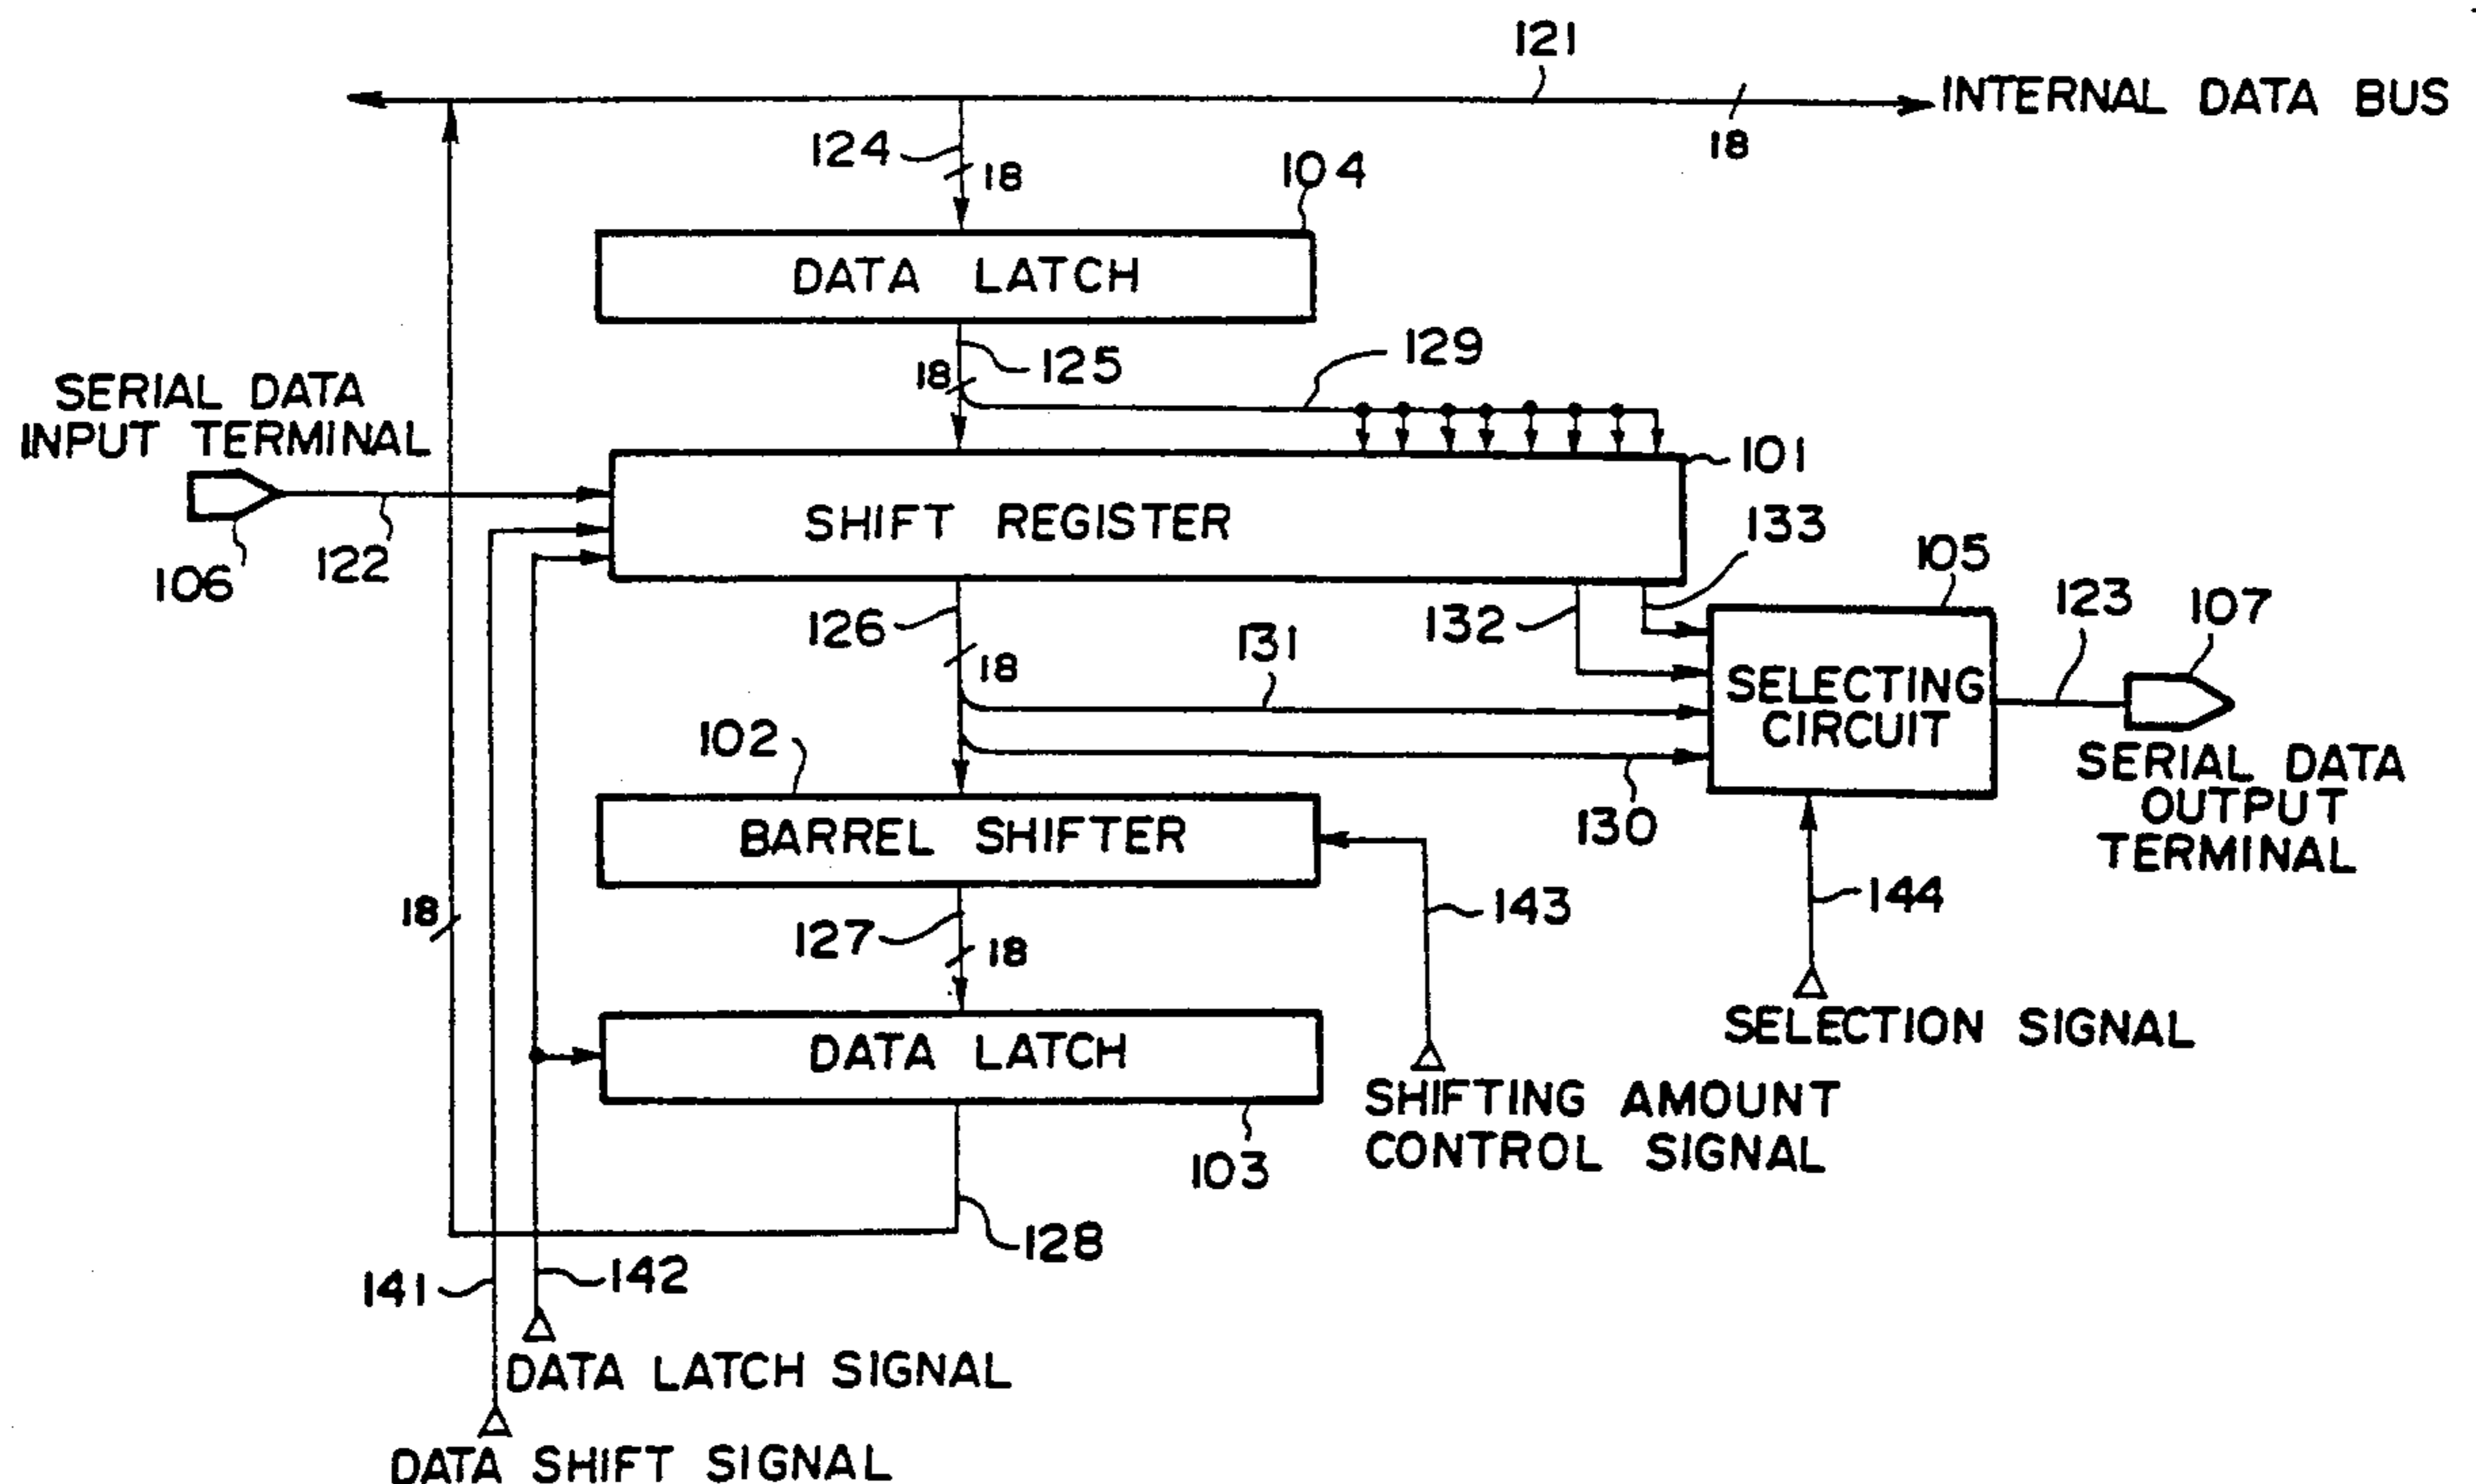 121
INTERNAL DATA BUS
18
124
18
104
DATA LATCH
125
18
129
SERIAL DATA
INPUT TERMINAL
101
SHIFT REGISTER
133
105
106
122
126
18
131
132
123
107
SELECTING
CIRCUIT
102
130
SERIAL DATA
OUTPUT
TERMINAL
BARREL SHIFTER
18
127
18
143
144
DATA LATCH
SELECTION SIGNAL
SHIFTING AMOUNT
CONTROL SIGNAL
103
128
141
142
DATA LATCH SIGNAL
DATA SHIFT SIGNAL